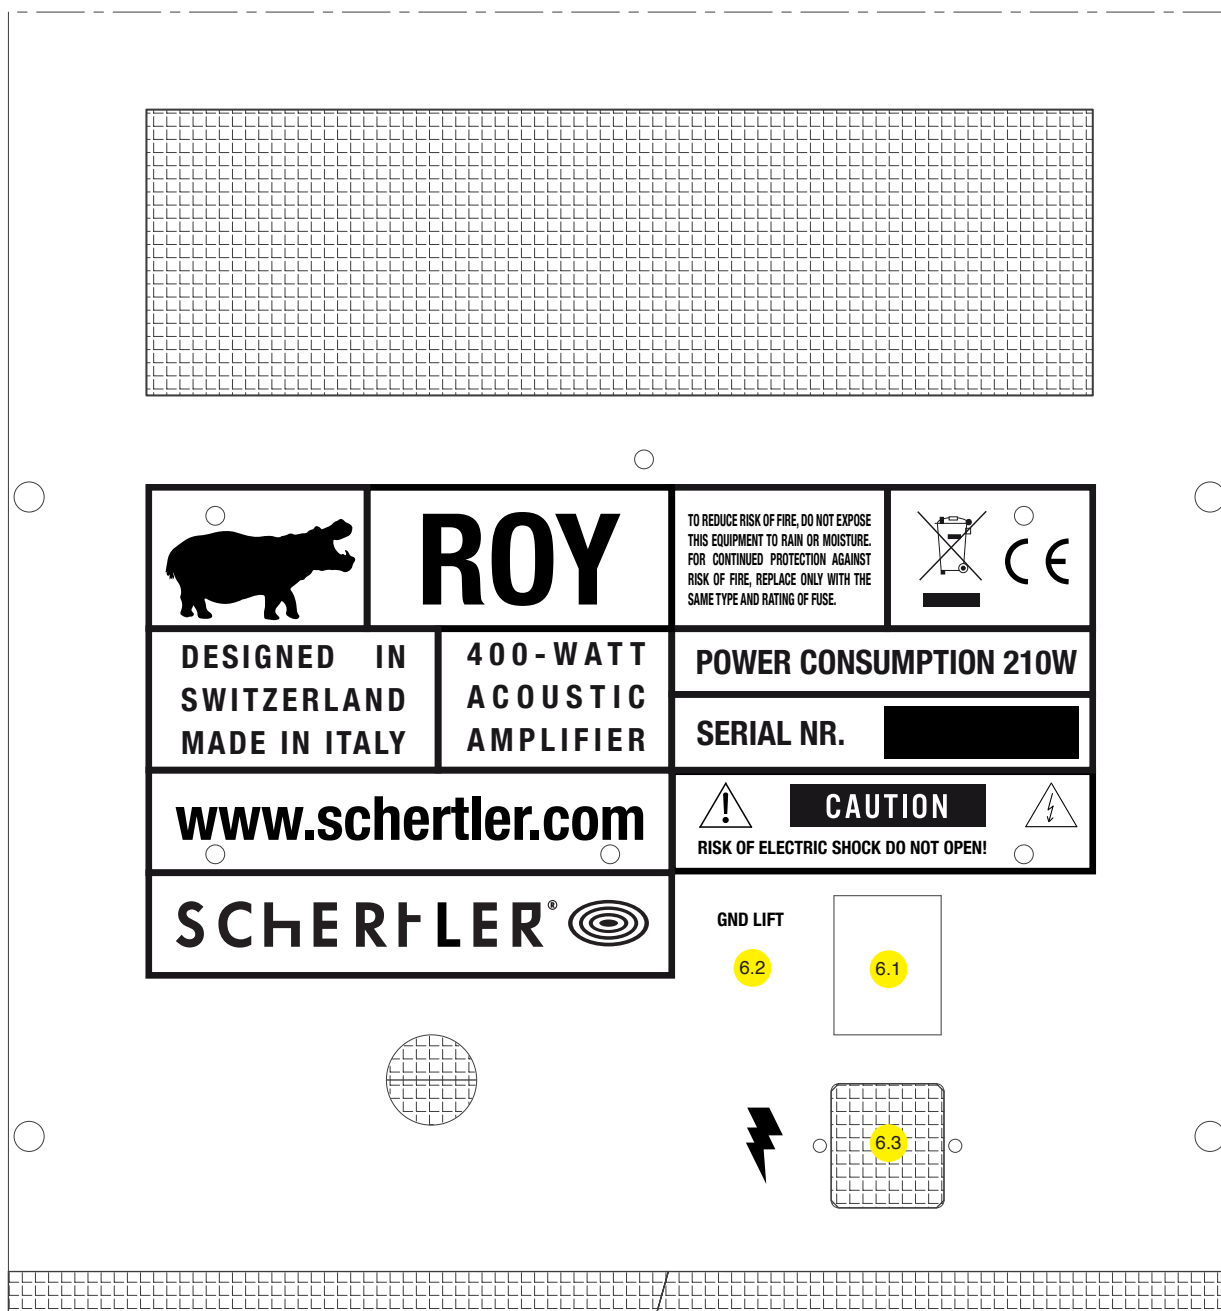 ROY
TO REDUCE RISK OF FIRE, DO NOT EXPOSE
THIS EQUIPMENT TO RAIN OR MOISTURE.
FOR CONTINUED PROTECTION AGAINST
RISK OF FIRE, REPLACE ONLY WITH THE
SAME TYPE AND RATING OF FUSE.
CE
DESIGNED IN
SWITZERLAND
MADE IN ITALY
400-WATT
ACOUSTIC
AMPLIFIER
POWER CONSUMPTION 210W
SERIAL NR.
www.schertler.com
CAUTION
RISK OF ELECTRIC SHOCK DO NOT OPEN!
SCHERTLER®
GND LIFT
6.2
6.1
6.3